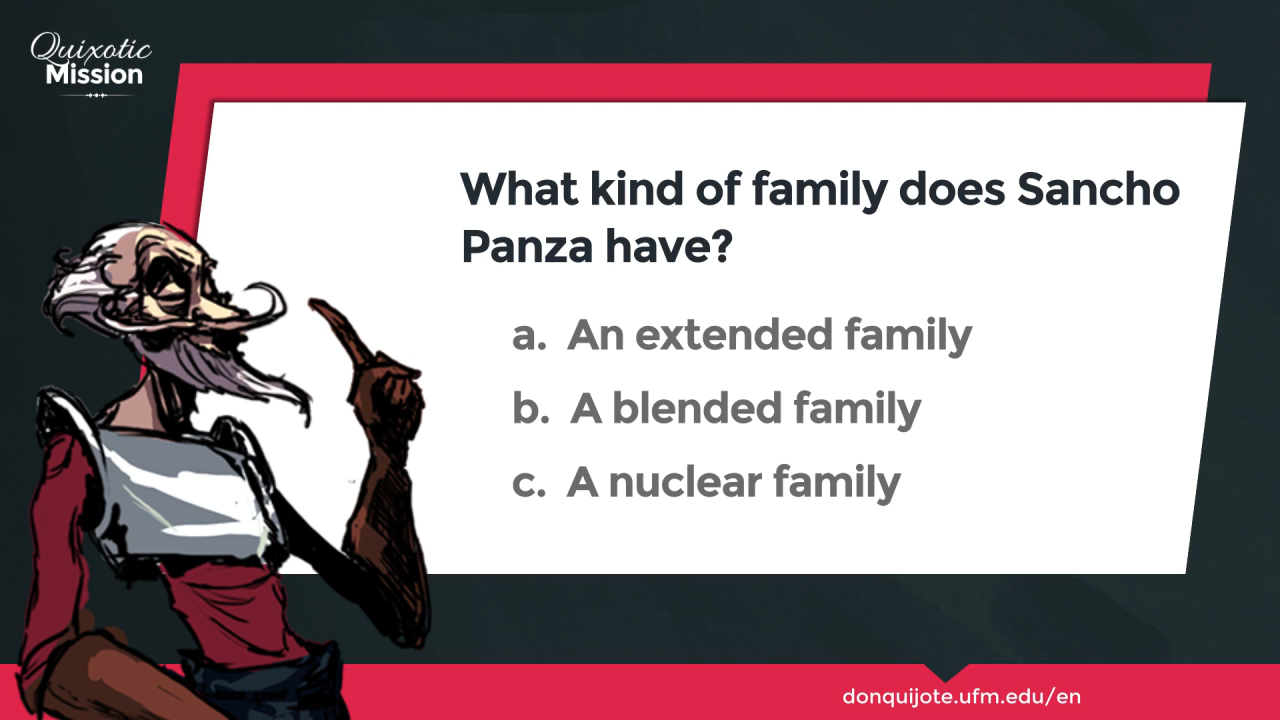 Quixotic
Mission
What kind of family does Sancho
Panza have?
a. An extended family
b. A blended family
c. A nuclear family
donquijote.ufm.edu/en